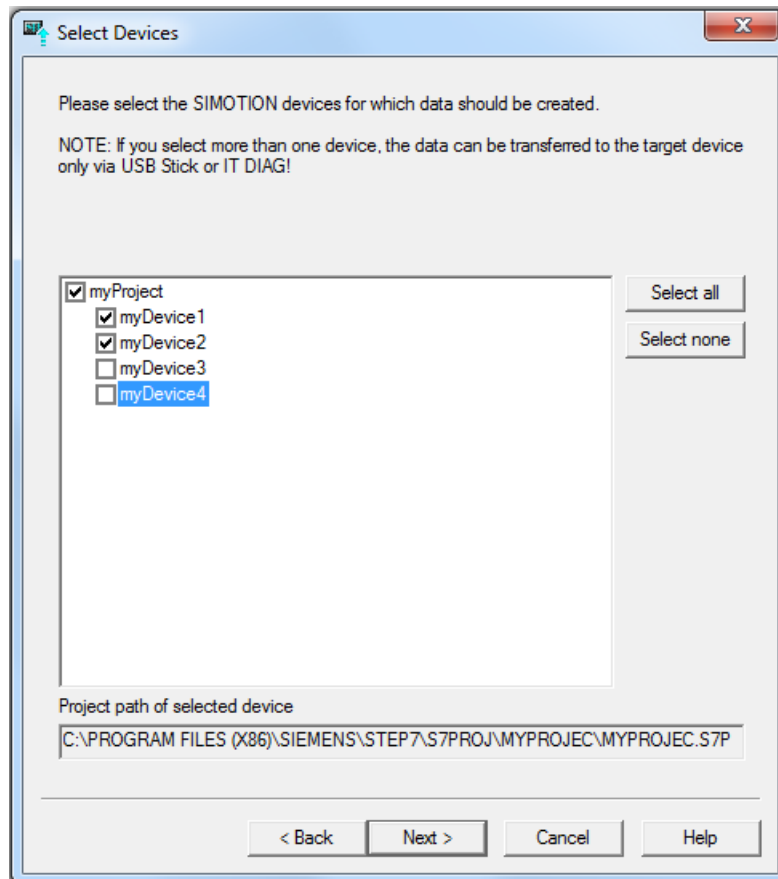 Select Devices
Please select the SIMOTION devices for which data should be created.
NOTE: If you select more than one device, the data can be transferred to the target device
only via USB Stick or IT DIAG!
myProject
myDevice1
myDevice2
myDevice3
myDevice4
Select all
Select none
Project path of selected device
C:\PROGRAM FILES (X86)\SIEMENS\STEP7\S7PROJ\MYPROJEC\MYPROJEC.S7P
< Back
Next >
Cancel
Help